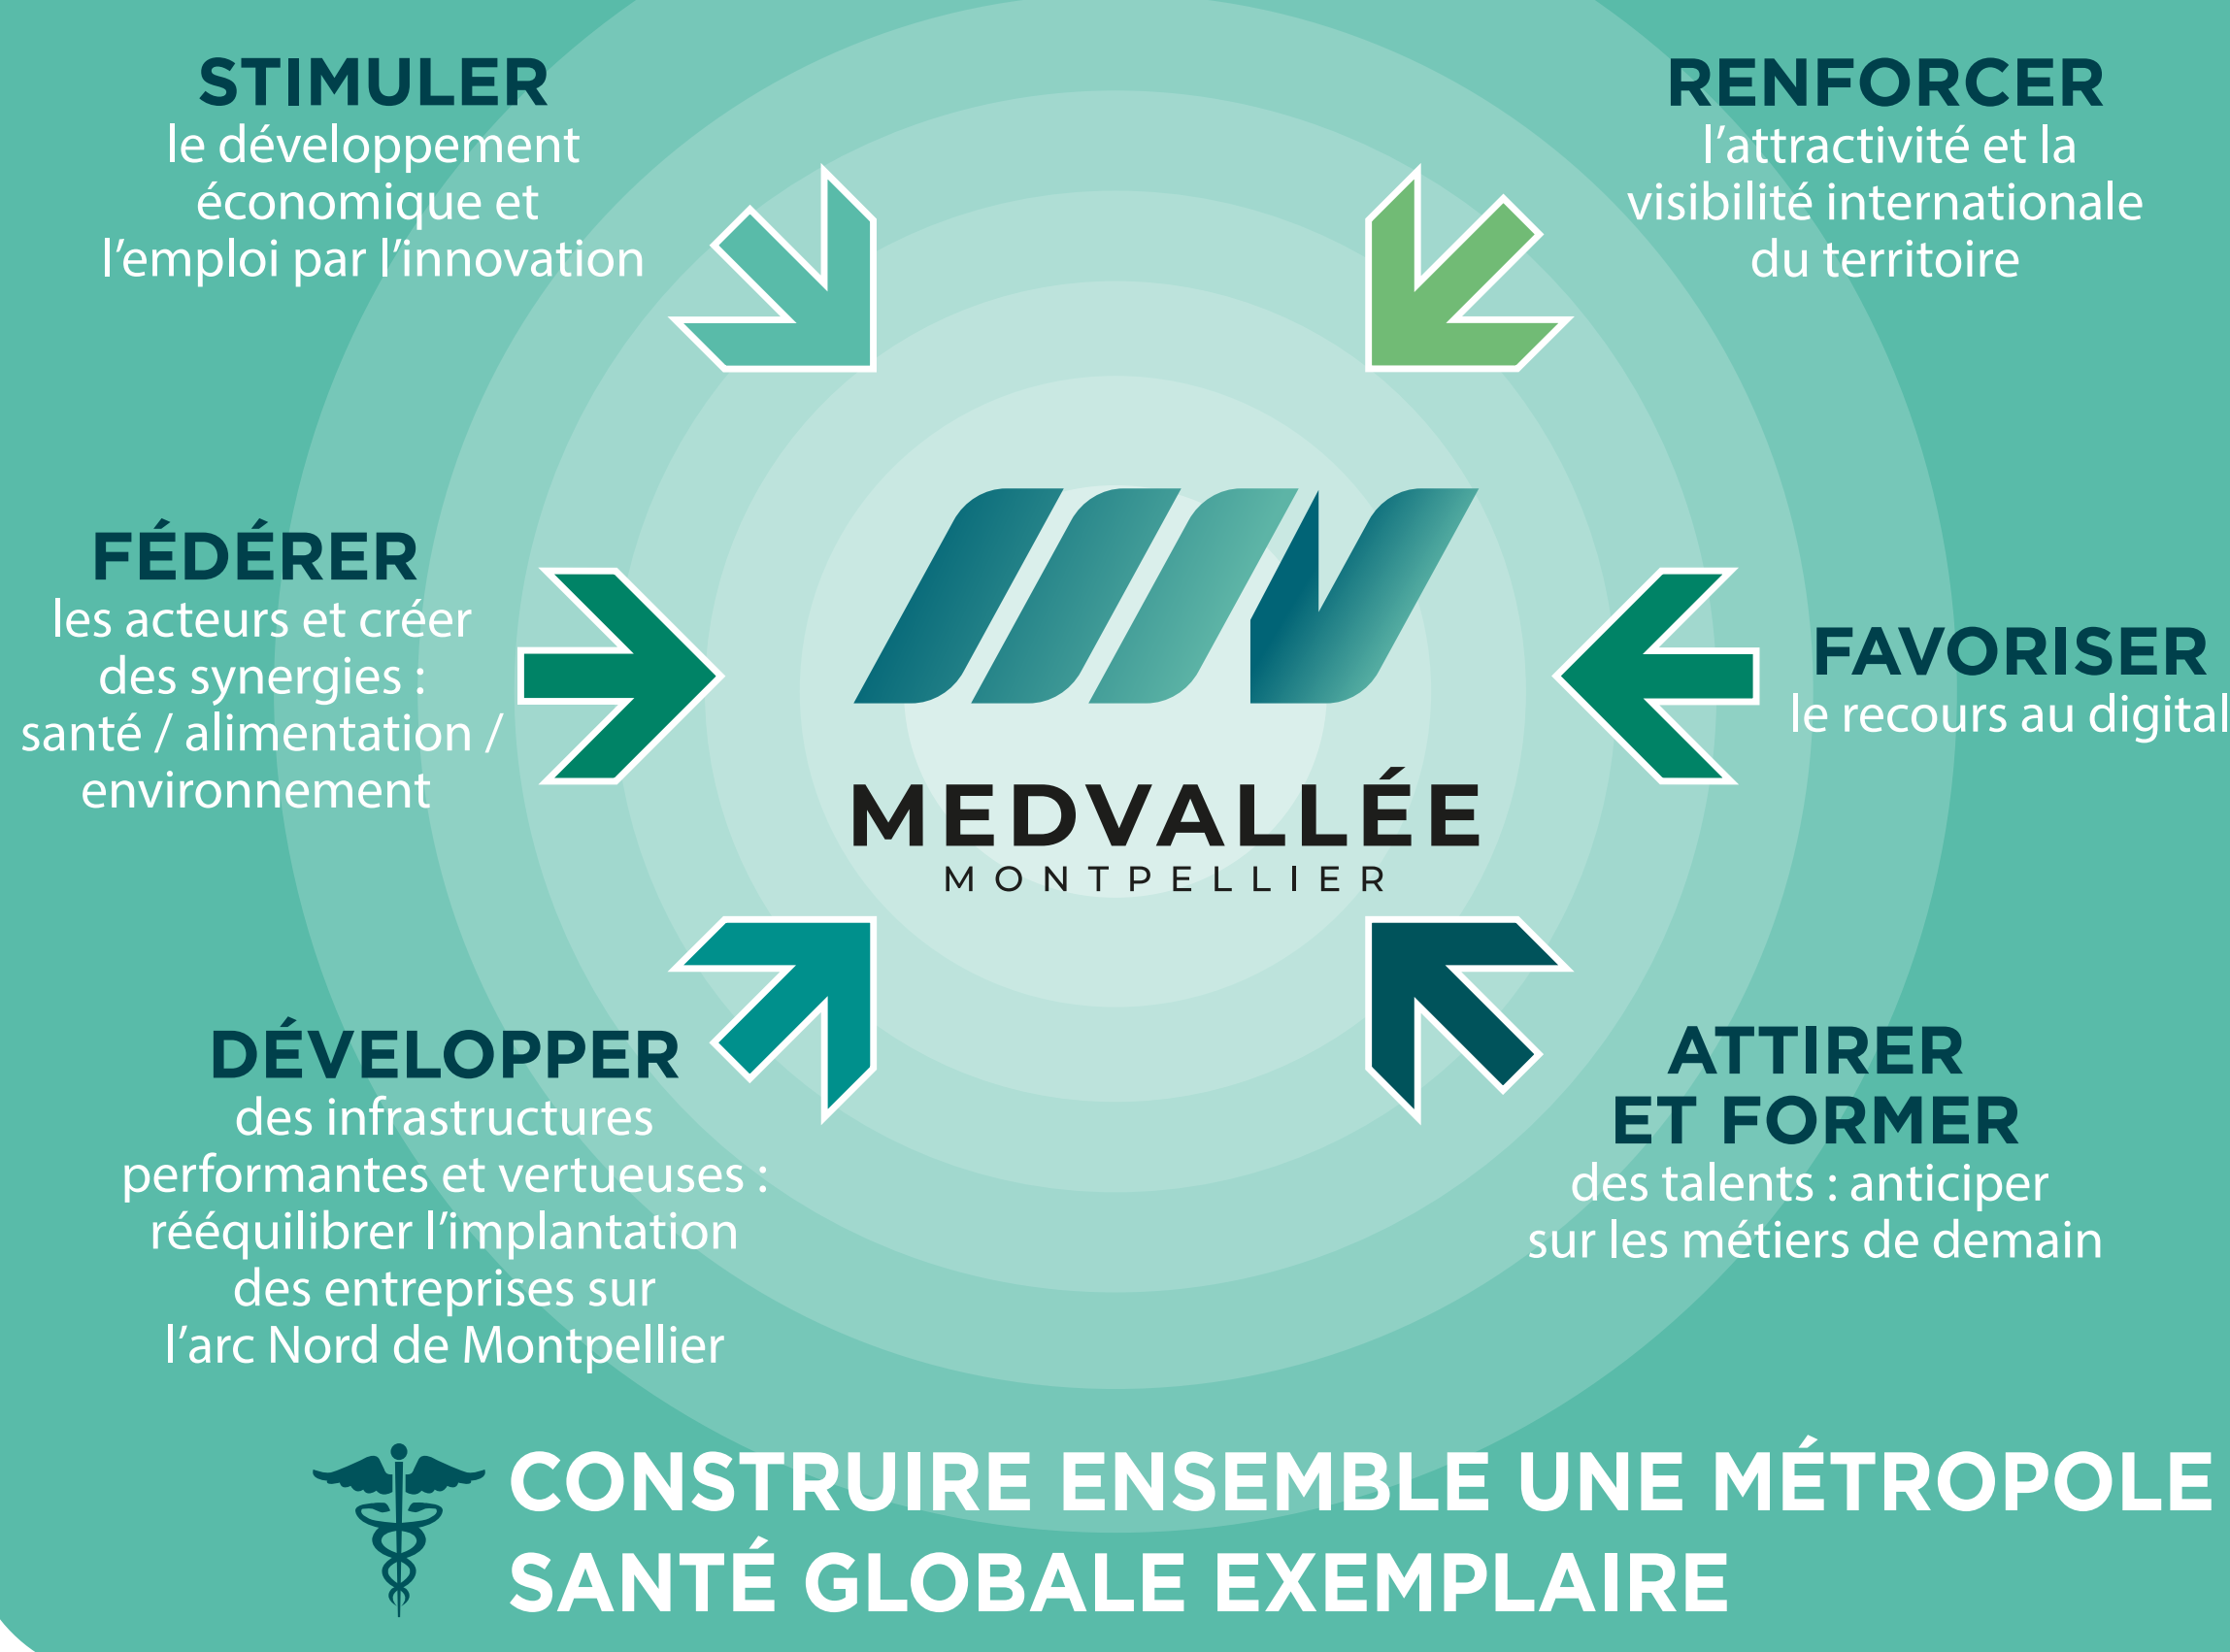 STIMULER
le développement
économique et
l'emploi par l'innovation
RENFORCER
l'attractivité et la
visibilité internationale
du territoire
FÉDÉRER
les acteurs et créer
des synergies :
santé / alimentation /
environnement
FAVORISER
le recours au digital
MEDVALLÉE
MONTPELLIER
DÉVELOPPER
des infrastructures
performantes et vertueuses :
rééquilibrer l'implantation
des entreprises sur
l'arc Nord de Montpellier
ATTIRER
ET FORMER
des talents : anticiper
sur les métiers de demain
CONSTRUIRE ENSEMBLE UNE MÉTROPOLE
SANTÉ GLOBALE EXEMPLAIRE